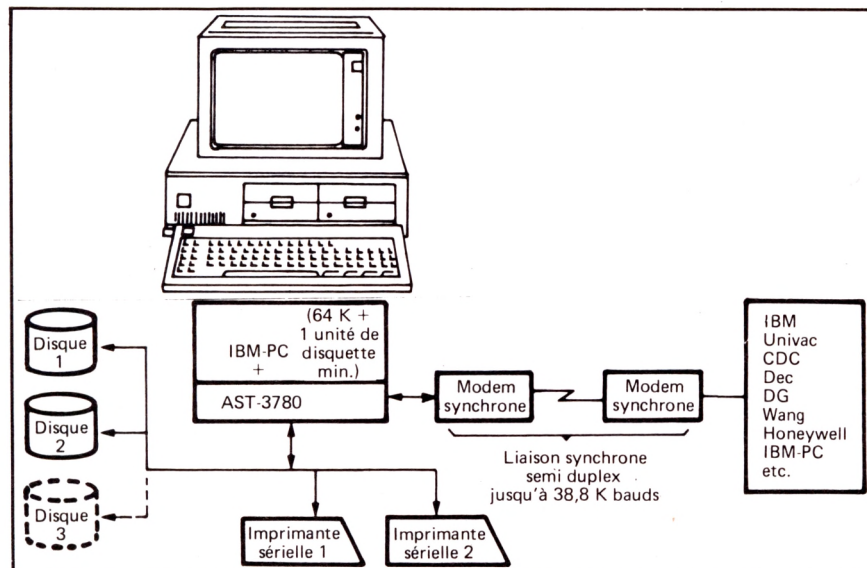 (64 K +
1 unité de
disquette
min.)
IBM-PC
+
AST-3780
Disque
1
Disque
2
Disque
3
Modem
synchrone
Modem
synchrone
Liaison synchrone
semi duplex
jusqu'à 38,8 K bauds
IBM
Univac
CDC
Dec
DG
Wang
Honeywell
IBM-PC
etc.
Imprimante
sérielle 1
Imprimante
sérielle 2